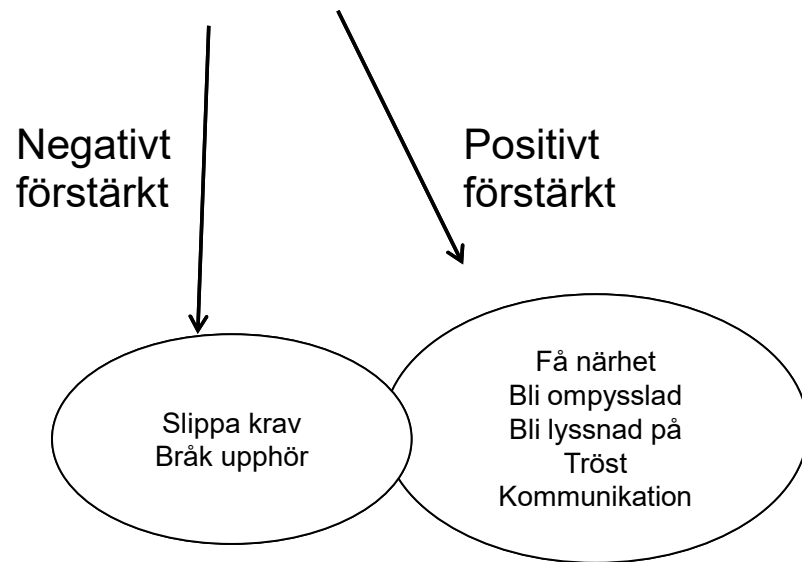 Negativt
förstärkt
Positivt
förstärkt
Slippa krav
Bråk upphör
Få närhet
Bli ompysslad
Bli lyssnad på
Tröst
Kommunikation